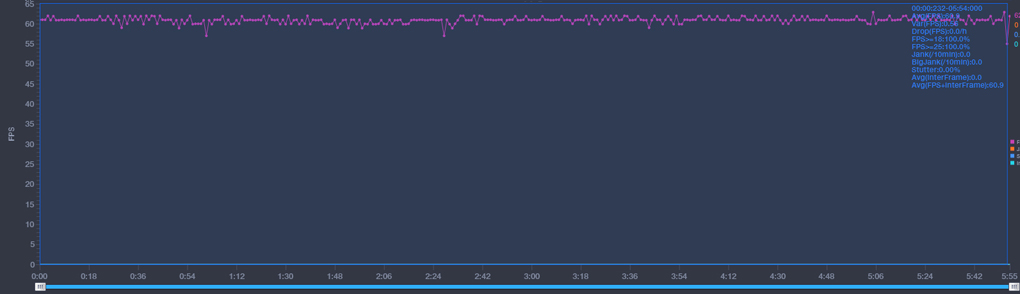 65
60
55
50
45
40
35
30
25
20
15
10
5
0
FPS
00:00:232-05:54:000
Avg(FPS):60.9
Var(FPS):0.56
Drop(FPS):0.0/h
FPS>=18:100.0%
FPS>=25:100.0%
Jank(/10min):0.0
BigJank(/10min):0.0
Stutter:0.00%
Avg(InterFrame):0.0
Avg(FPS+InterFrame):60.9
0:00 0:18 0:36 0:54 1:12 1:30 1:48 2:06 2:24 2:42 3:00 3:18 3:36 3:54 4:12 4:30 4:48 5:06 5:24 5:42 5:55